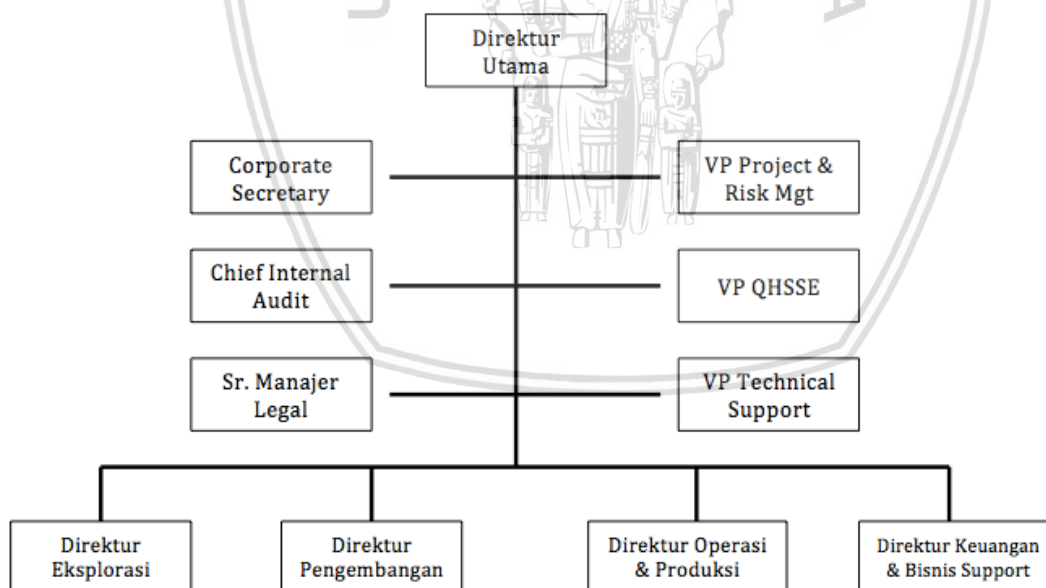 Direktur
Utama
Corporate
Secretary
VP Project &
Risk Mgt
Chief Internal
Audit
VP QHSSE
Sr. Manajer
Legal
VP Technical
Support
Direktur
Eksplorasi
Direktur
Pengembangan
Direktur Operasi
& Produksi
Direktur Keuangan
& Bisnis Support